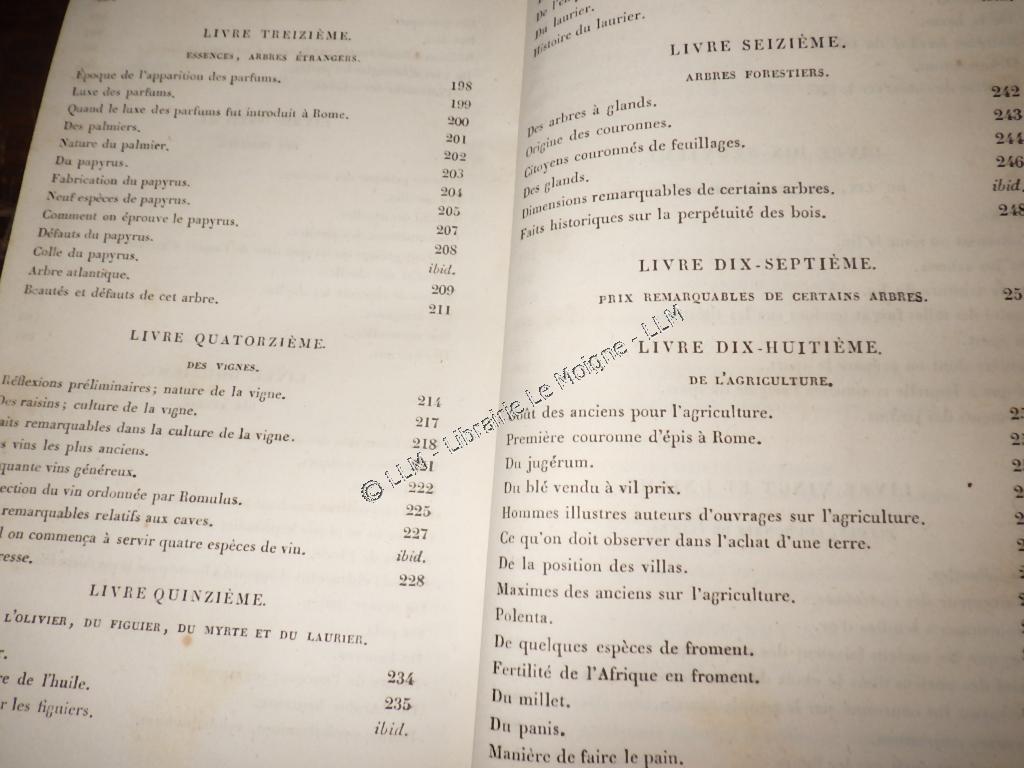 LIVRE TREIZIÈME.
ESSENCES, ARBRES ÉTRANGERS.
Époque de l'apparition des parfums. 198
Luxe des parfums. 199
Quand le luxe des parfums fut introduit à Rome. 200
Des palmiers. 201
Nature du palmier. 202
Du papyrus. 203
Fabrication du papyrus. 204
Neuf espèces de papyrus. 205
Comment on éprouve le papyrus. 207
Défauts du papyrus. 208
Colle du papyrus. ibid.
Arbre atlantique. 209
Beautés et défauts de cet arbre. 211
LIVRE QUATORZIÈME.
DES VIGNES.
Réflexions préliminaires; nature de la vigne. 214
Des raisins; culture de la vigne. 217
aits remarquables dans la culture de la vigne. 218
s vins les plus anciens. 221
quante vins généreux. 222
ection du vin ordonnée par Romulus. 225
remarquables relatifs aux caves. 227
ù on commença à servir quatre espèces de vin. ibid.
resse. 228
LIVRE QUINZIÈME.
L'OLIVIER, DU FIGUIER, DU MYRTE ET DU LAURIER.
r. 234
re de l'huile. 235
r les figuiers. ibid.
Du laurier.
Histoire du laurier.
LIVRE SEIZIÈME.
ARBRES FORESTIERS.
Des arbres à glands. 242
Origine des couronnes. 243
Citoyens couronnés de feuillages. 244
Des glands. 246
Dimensions remarquables de certains arbres. ibid.
Faits historiques sur la perpétuité des bois. 248
LIVRE DIX-SEPTIÈME.
PRIX REMARQUABLES DE CERTAINS ARBRES. 25
LIVRE DIX-HUITIÈME.
DE L'AGRICULTURE.
Goût des anciens pour l'agriculture. 2
Première couronne d'épis à Rome. 2
Du jugérum. 2
Du blé vendu à vil prix. 2
Hommes illustres auteurs d'ouvrages sur l'agriculture. 2
Ce qu'on doit observer dans l'achat d'une terre. 2
De la position des villas.
Maximes des anciens sur l'agriculture.
Polenta.
De quelques espèces de froment.
Fertilité de l'Afrique en froment.
Du millet.
Du panis.
Manière de faire le pain.
© LLM - Librairie Le Moigne - LLM